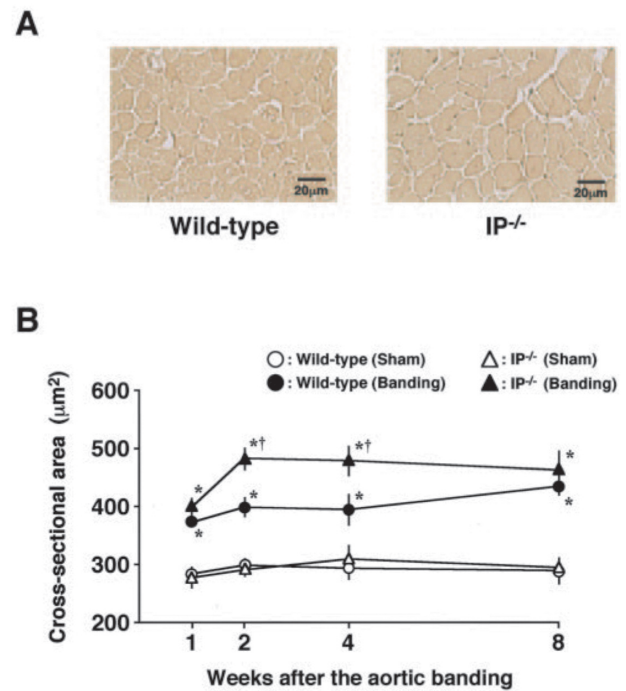 A
20μm
20μm
Wild-type
IP-/-
B
○: Wild-type (Sham)
△: IP-/- (Sham)
●: Wild-type (Banding)
▲: IP-/- (Banding)
Cross-sectional area (μm2)
600
500
400
300
200
*
*
*†
*
*†
*
*
*
1
2
4
8
Weeks after the aortic banding